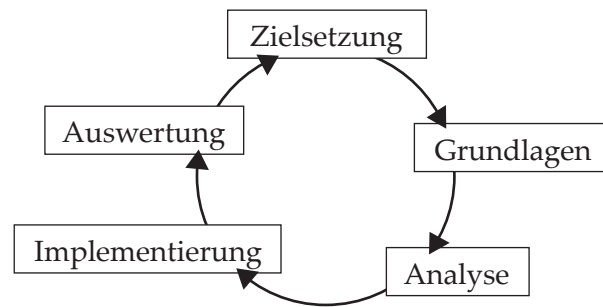 Zielsetzung
Grundlagen
Analyse
Implementierung
Auswertung